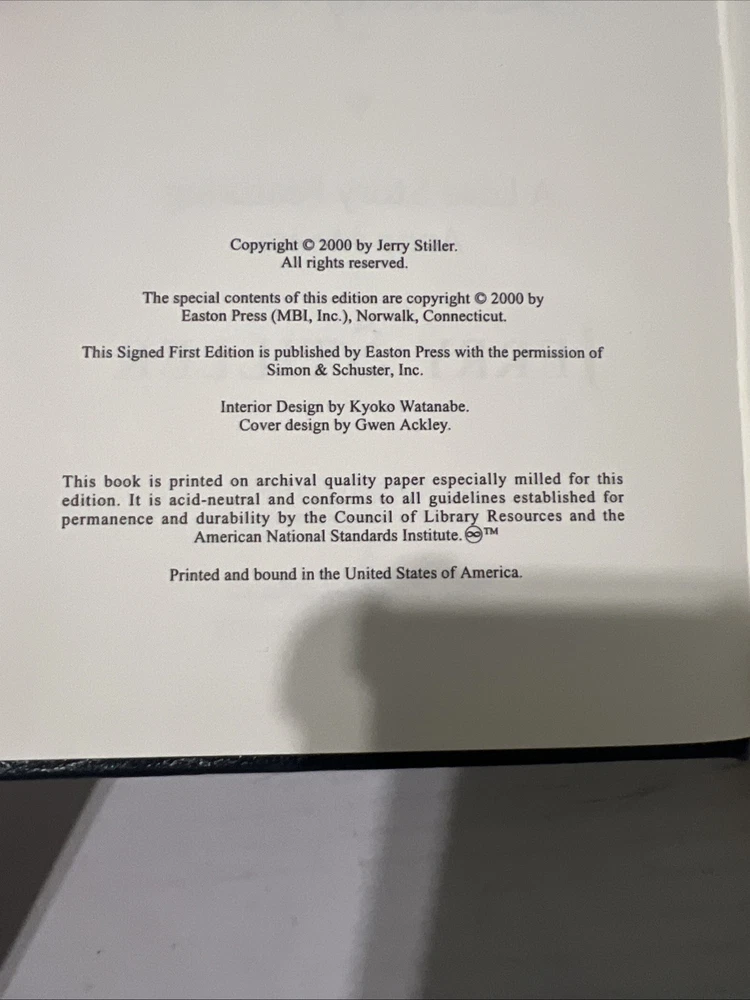 Copyright © 2000 by Jerry Stiller.
All rights reserved.
The special contents of this edition are copyright © 2000 by
Easton Press (MBI, Inc.), Norwalk, Connecticut.
This Signed First Edition is published by Easton Press with the permission of
Simon & Schuster, Inc.
Interior Design by Kyoko Watanabe.
Cover design by Gwen Ackley.
This book is printed on archival quality paper especially milled for this
edition. It is acid-neutral and conforms to all guidelines established for
permanence and durability by the Council of Library Resources and the
American National Standards Institute. ♾™
Printed and bound in the United States of America.